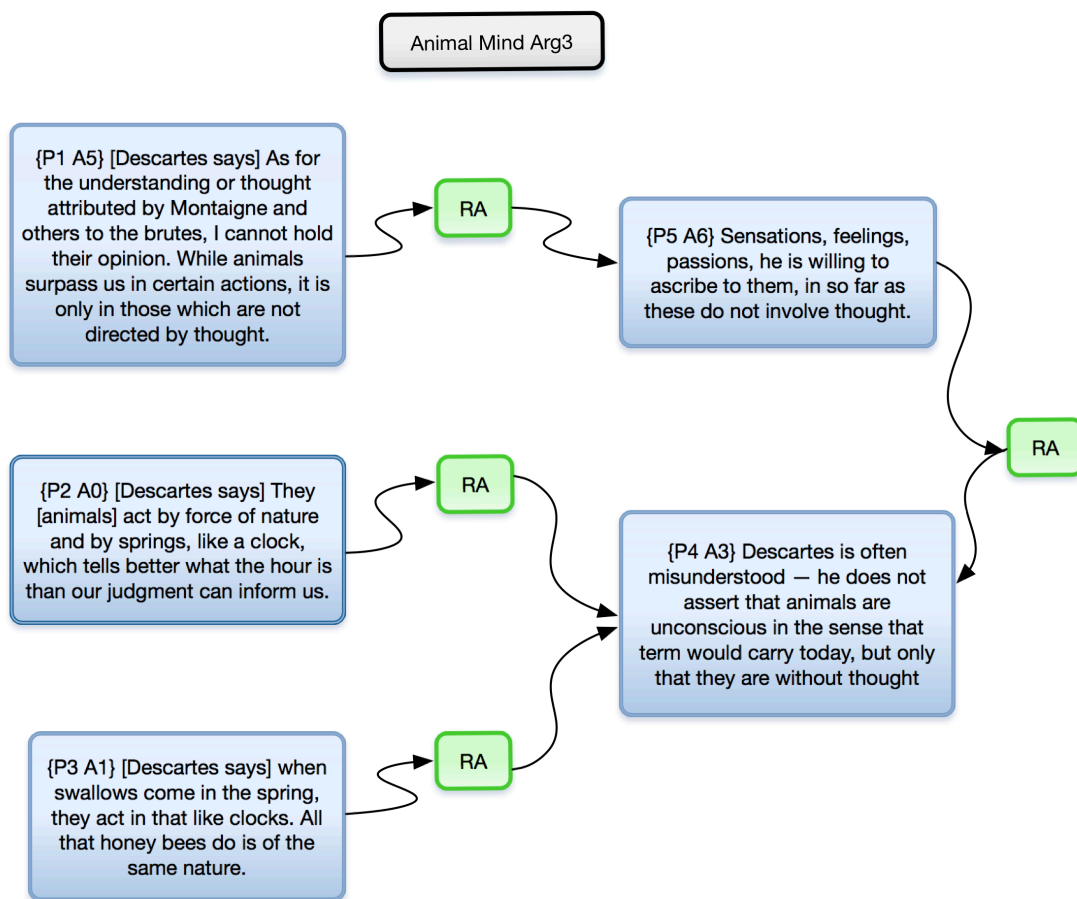 Animal Mind Arg3
{P1 A5} [Descartes says] As for
the understanding or thought
attributed by Montaigne and
others to the brutes, I cannot hold
their opinion. While animals
surpass us in certain actions, it is
only in those which are not
directed by thought.
RA
{P5 A6} Sensations, feelings,
passions, he is willing to
ascribe to them, in so far as
these do not involve thought.
RA
{P2 A0} [Descartes says] They
[animals] act by force of nature
and by springs, like a clock,
which tells better what the hour is
than our judgment can inform us.
RA
{P4 A3} Descartes is often
misunderstood — he does not
assert that animals are
unconscious in the sense that
term would carry today, but only
that they are without thought
{P3 A1} [Descartes says] when
swallows come in the spring,
they act in that like clocks. All
that honey bees do is of the
same nature.
RA